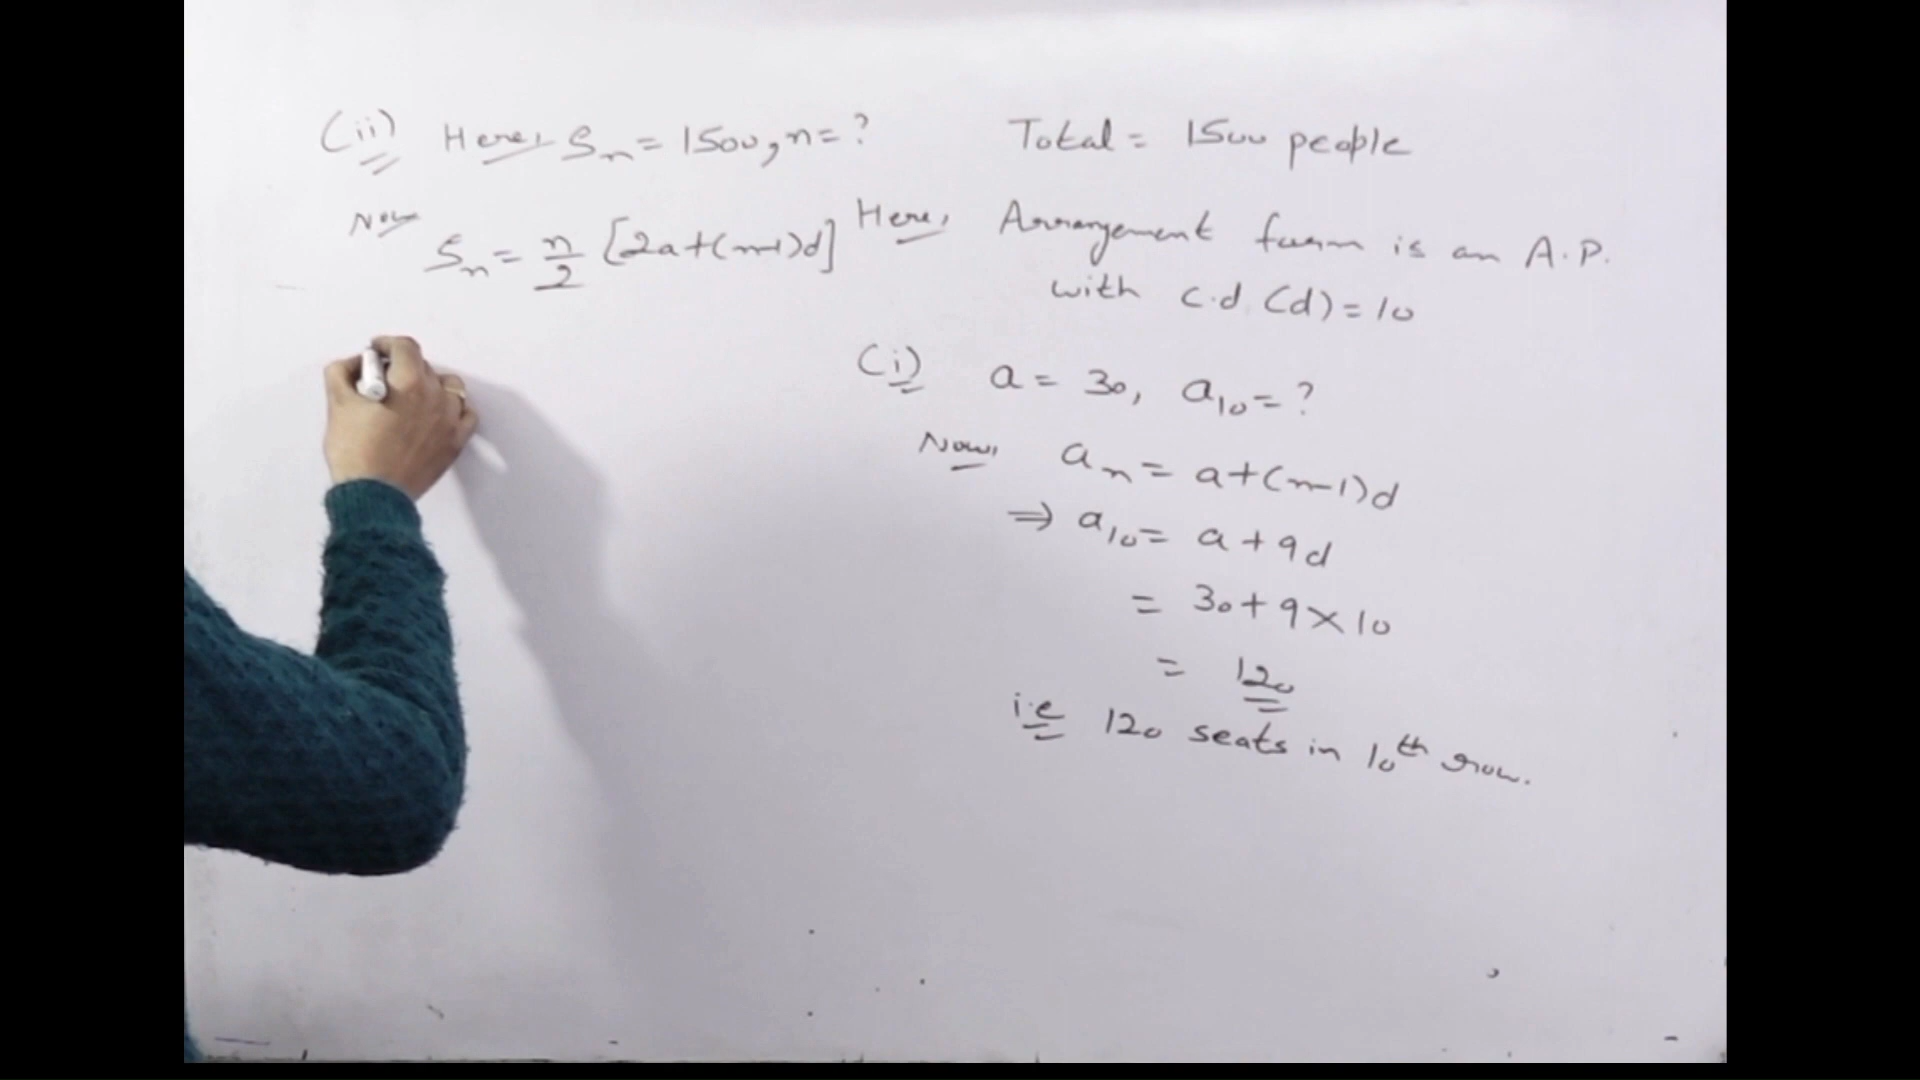 Total = 1500 people
Here, Arrangement form is an A.P.
with c.d. (d) = 10
(i) a = 30, a₁₀ = ?
Now, aₙ = a+(n-1)d
⇒ a₁₀ = a + 9d
= 30 + 9 × 10
= 120
i.e 120 seats in 10th row.
(ii) Here, Sₙ = 1500, n = ?
Now Sₙ = n/2 [2a+(n-1)d]